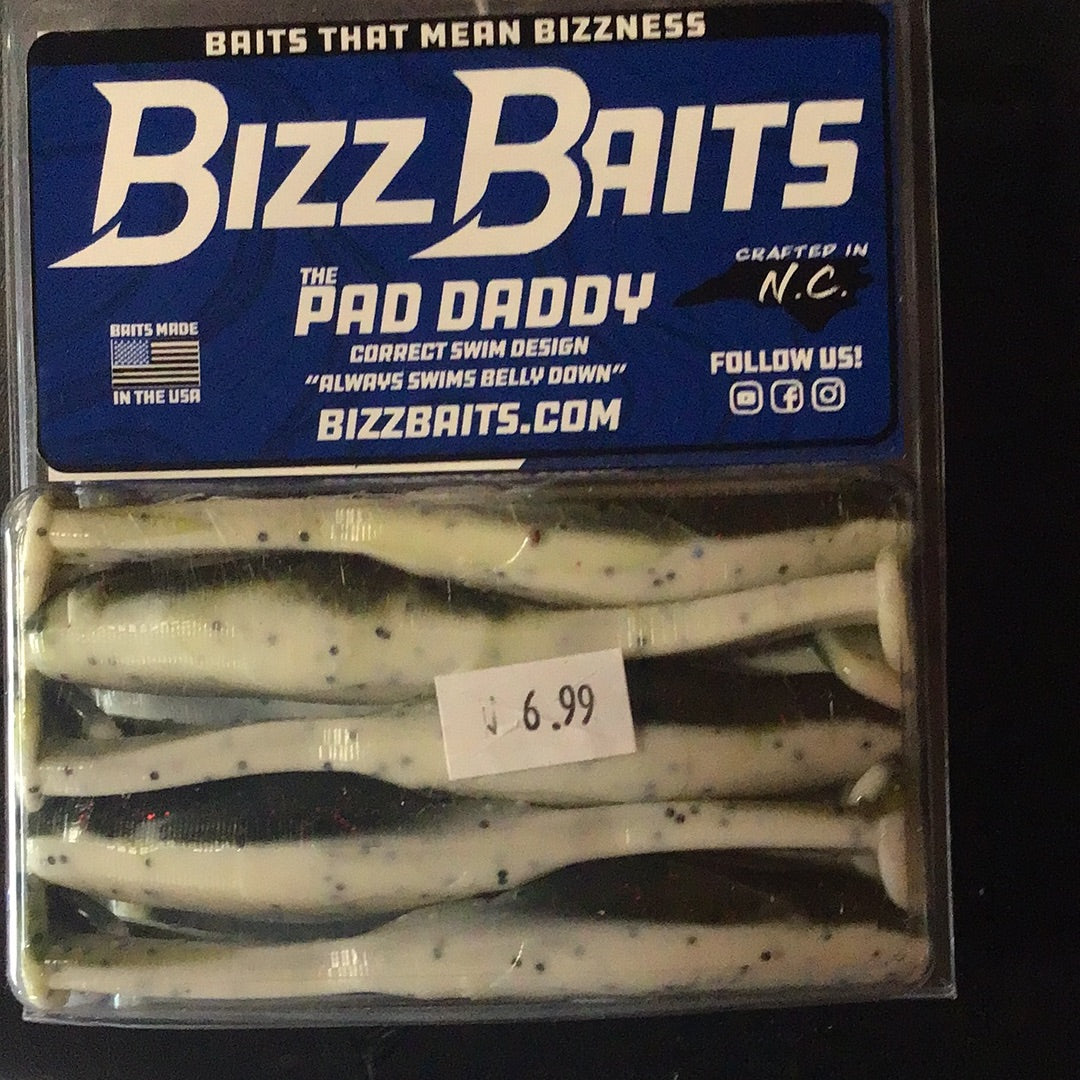 BAITS THAT MEAN BIZZNESS
BIZZ BAITS
THE
PAD DADDY
CORRECT SWIM DESIGN
"ALWAYS SWIMS BELLY DOWN"
BIZZBAITS.COM
BAITS MADE
IN THE USA
CRAFTED IN
N.C.
FOLLOW US!
6.99